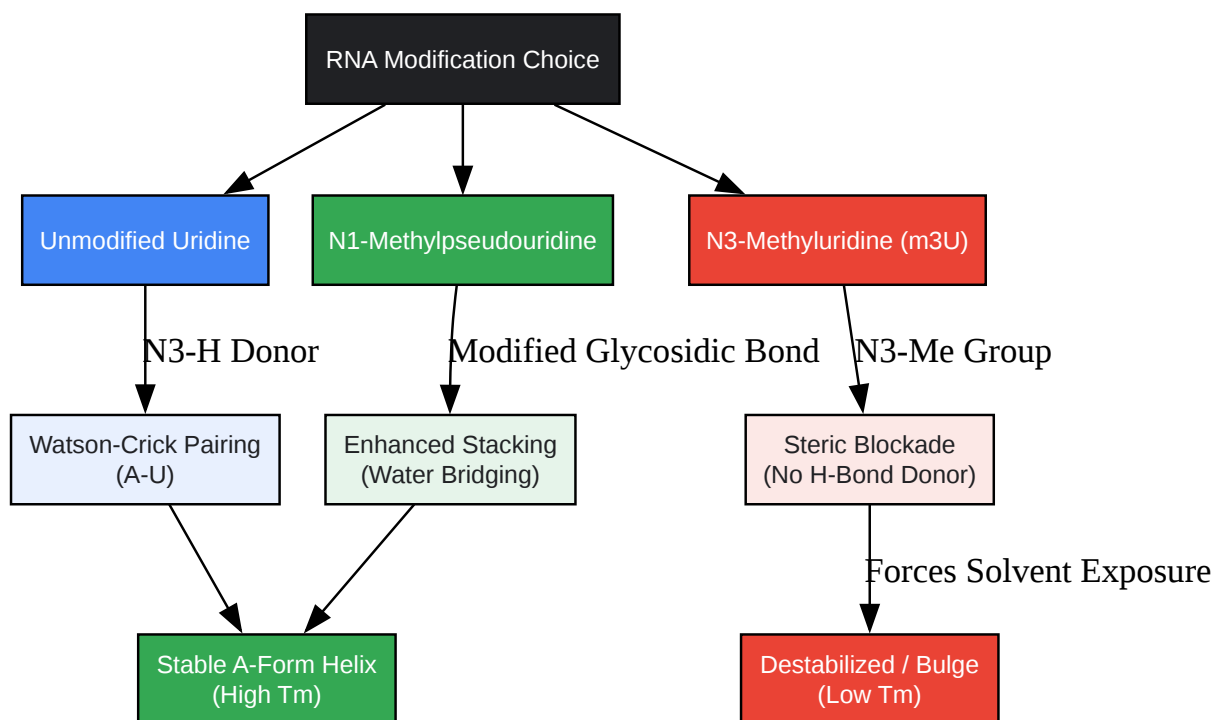 RNA Modification Choice
Unmodified Uridine
N1-Methylpseudouridine
N3-Methyluridine (m3U)
N3-H Donor
Modified Glycosidic Bond
N3-Me Group
Watson-Crick Pairing
(A-U)
Enhanced Stacking
(Water Bridging)
Steric Blockade
(No H-Bond Donor)
Forces Solvent Exposure
Stable A-Form Helix
(High Tm)
Destabilized / Bulge
(Low Tm)